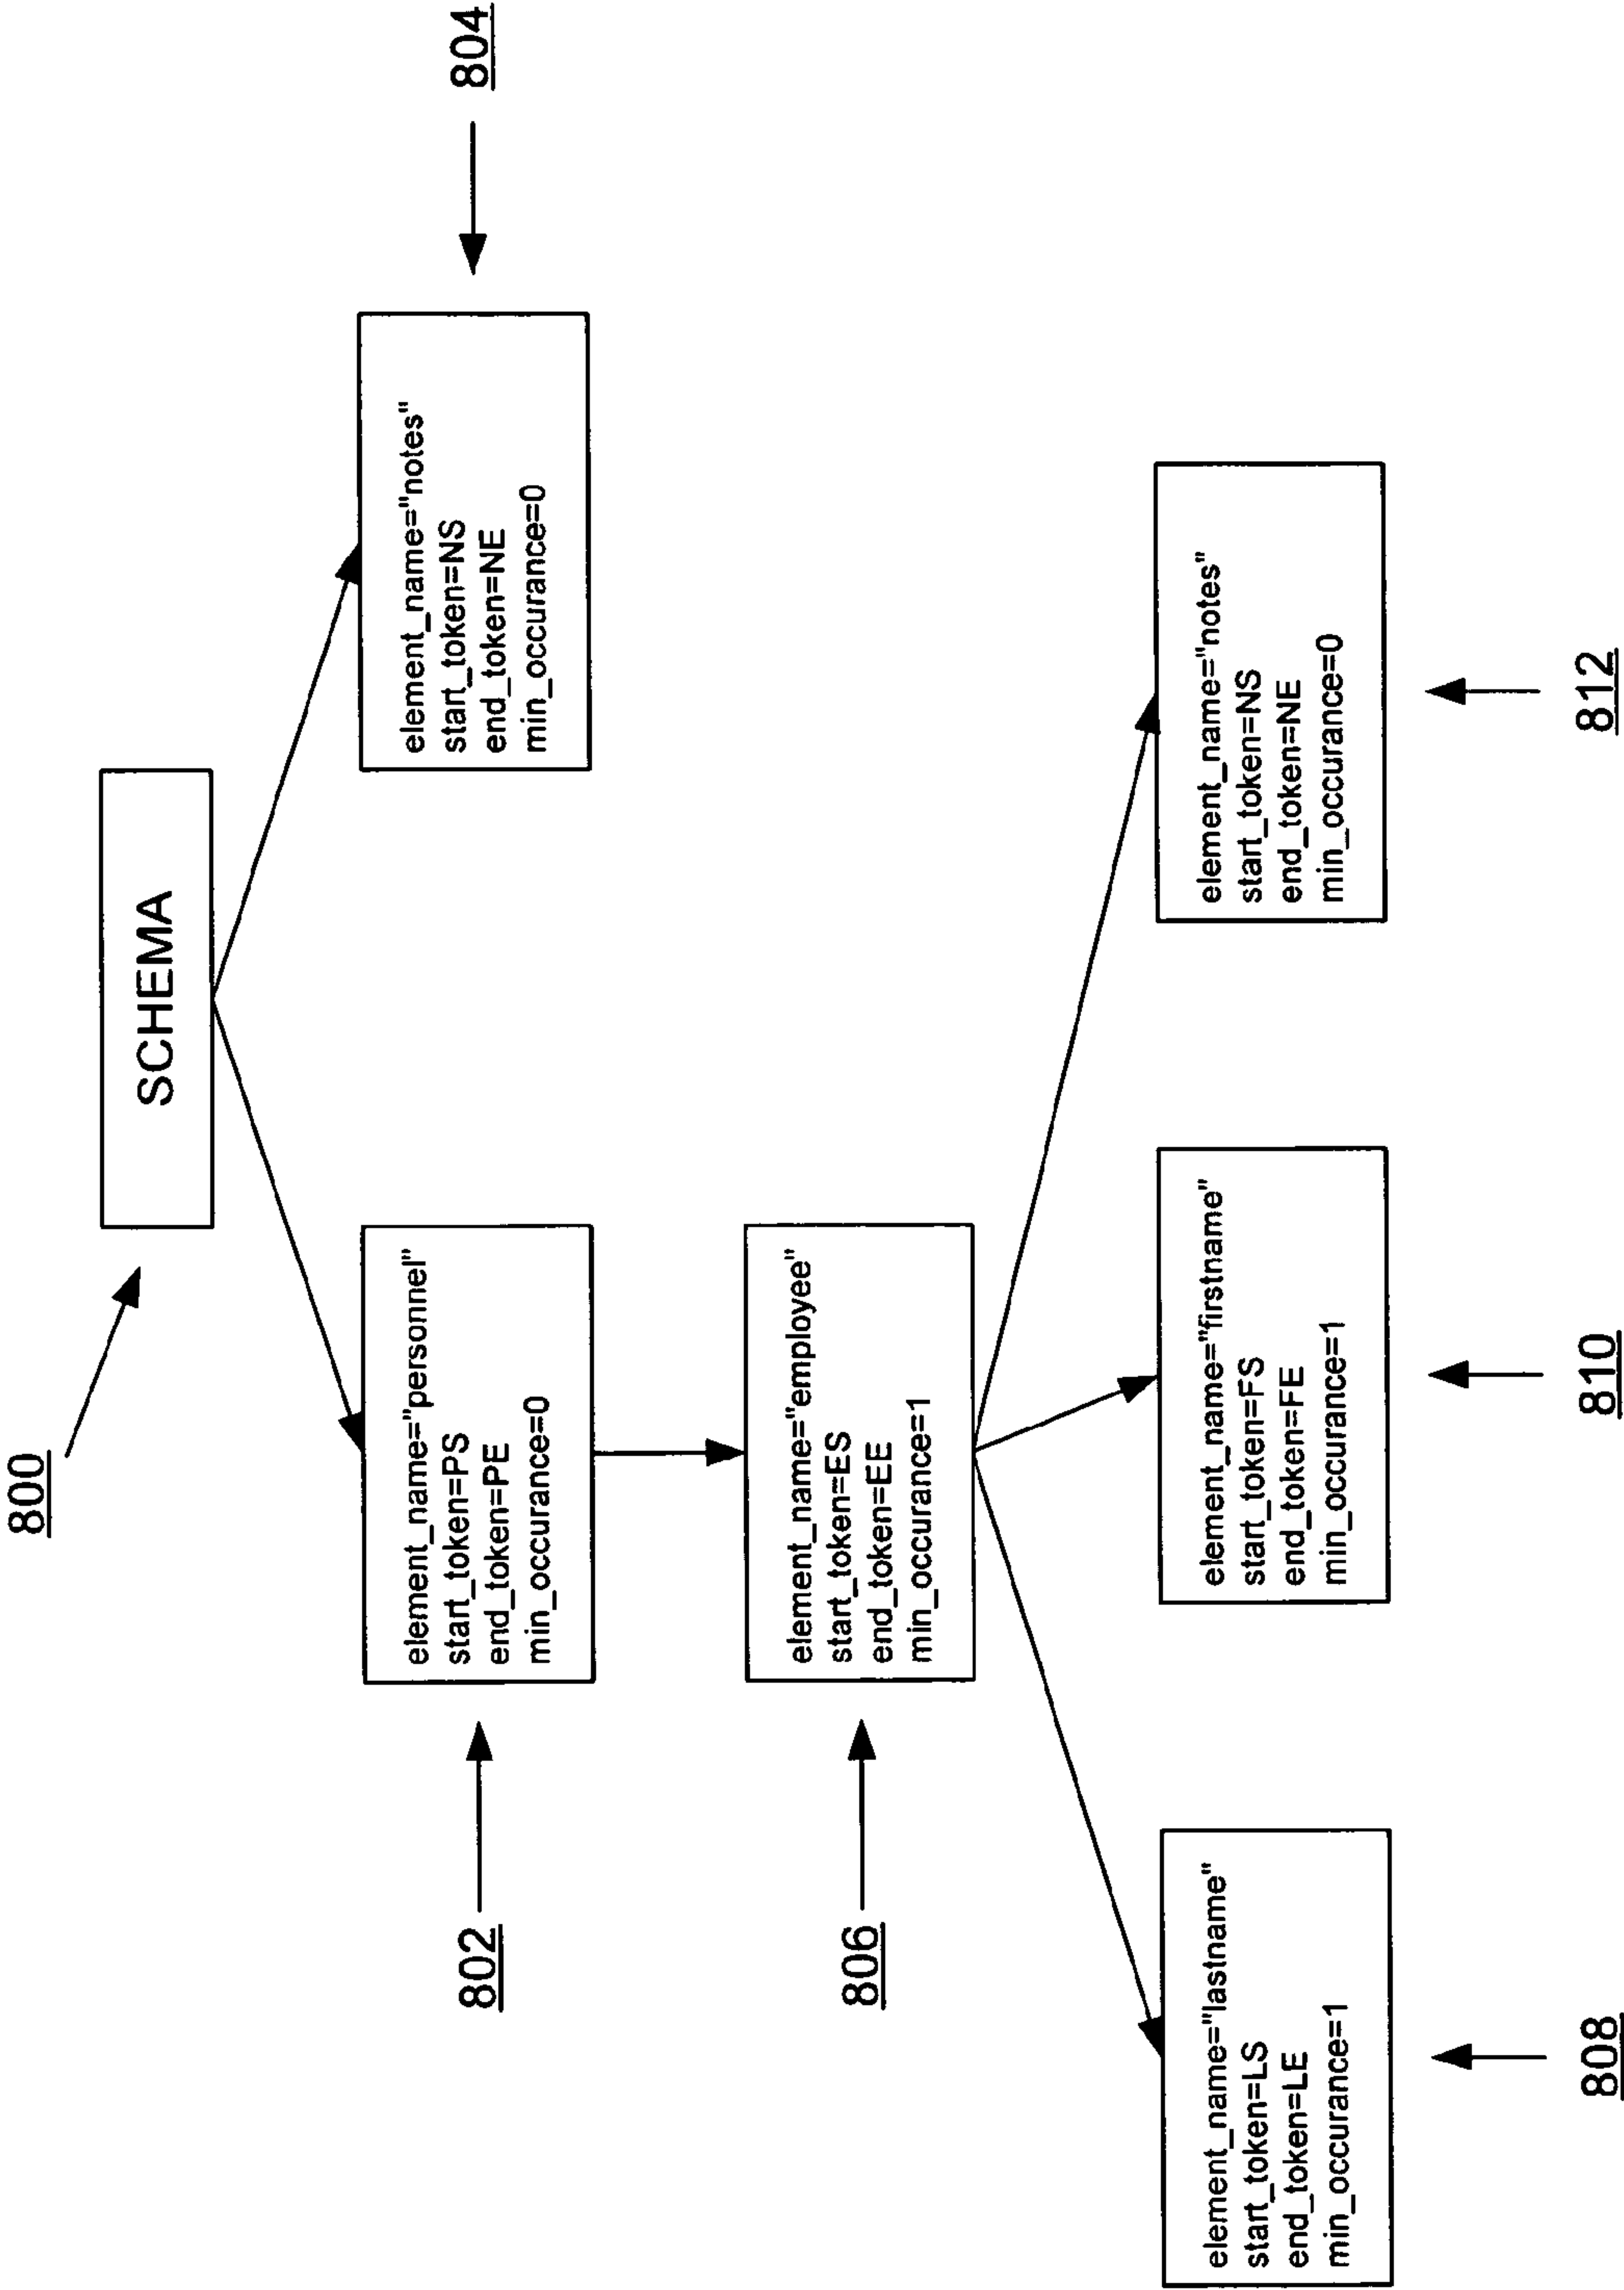 800
SCHEMA
804
802
element_name="personnel"
start_token=PS
end_token=PE
min_occurance=0
element_name="notes"
start_token=NS
end_token=NE
min_occurance=0
806
element_name="employee"
start_token=ES
end_token=EE
min_occurance=1
element_name="lastname"
start_token=LS
end_token=LE
min_occurance=1
element_name="firstname"
start_token=FS
end_token=FE
min_occurance=1
element_name="notes"
start_token=NS
end_token=NE
min_occurance=0
808
810
812